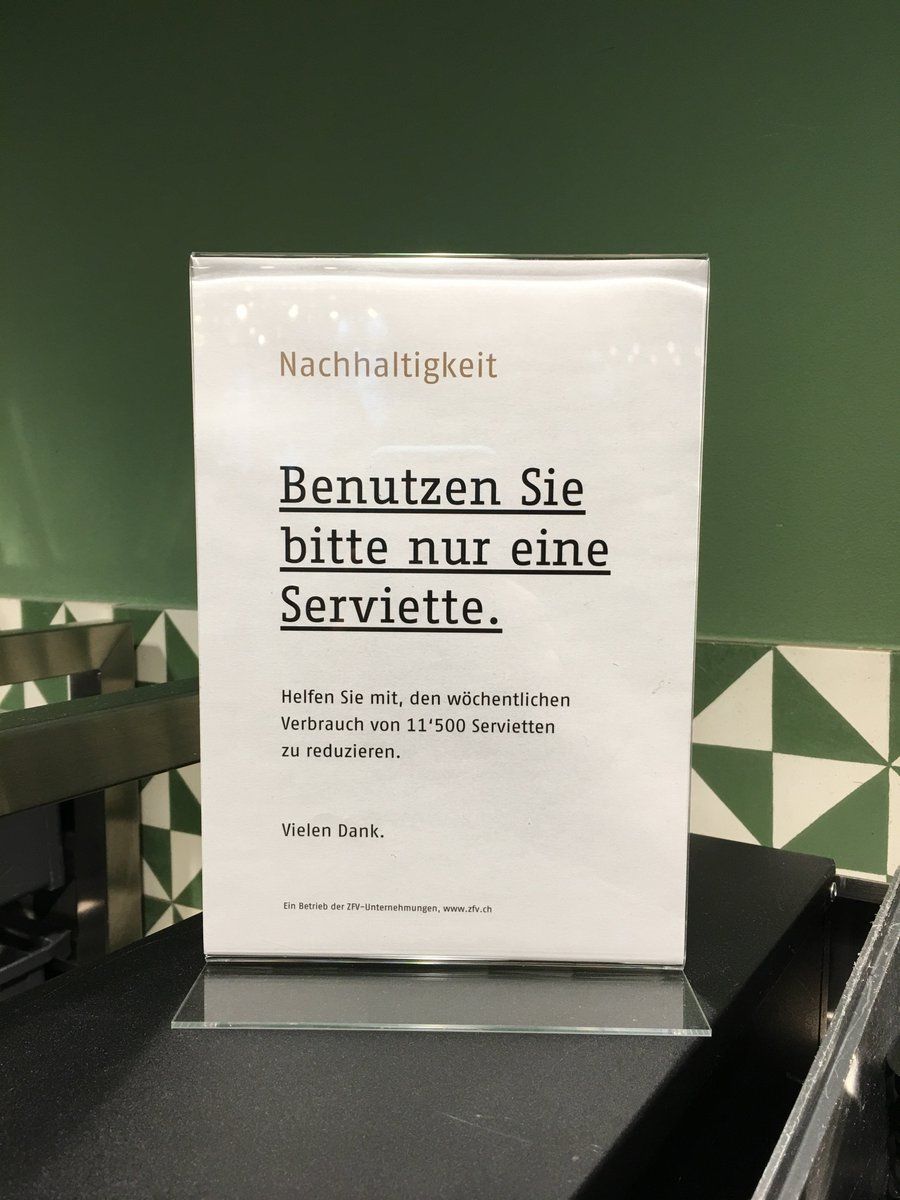 Nachhaltigkeit
Benutzen Sie
bitte nur eine
Serviette.
Helfen Sie mit, den wöchentlichen
Verbrauch von 11‘500 Servietten
zu reduzieren.
Vielen Dank.
Ein Betrieb der ZFV-Unternehmungen, www.zfv.ch